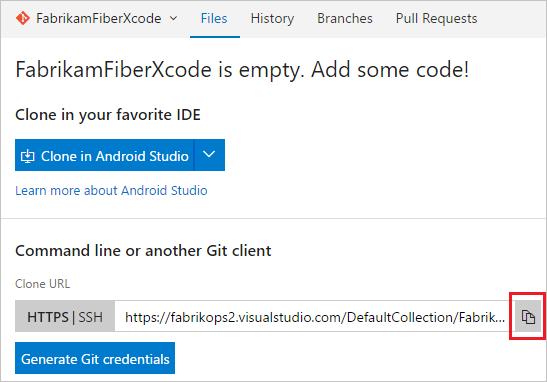 FabrikamFiberXcode Files History Branches Pull Requests
FabrikamFiberXcode is empty. Add some code!
Clone in your favorite IDE
Clone in Android Studio
Learn more about Android Studio
Command line or another Git client
Clone URL
HTTPS | SSH https://fabrikops2.visualstudio.com/DefaultCollection/Fabrik...
Generate Git credentials